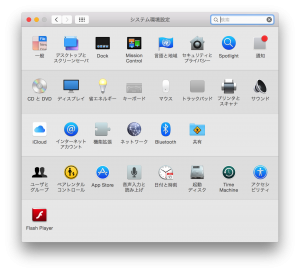 システム環境設定
検索
一般
デスクトップと
スクリーンセーバ
Dock
Mission
Control
言語と地域
セキュリティと
プライバシー
Spotlight
通知
CD と DVD
ディスプレイ
省エネルギー
キーボード
マウス
トラックパッド
プリンタと
スキャナ
サウンド
iCloud
インターネット
アカウント
機能拡張
ネットワーク
Bluetooth
共有
ユーザと
グループ
ペアレンタル
コントロール
App Store
音声入力と
読み上げ
日付と時刻
起動
ディスク
Time
Machine
アクセシ
ビリティ
Flash Player